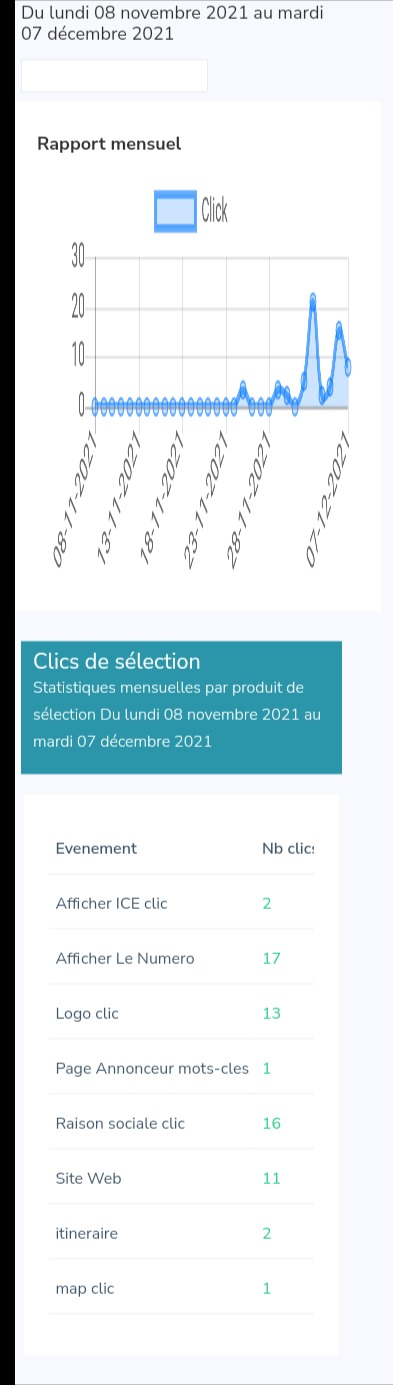 Du lundi 08 novembre 2021 au mardi
07 décembre 2021
Rapport mensuel
Click
30
20
10
0
08-11-2021
13-11-2021
18-11-2021
23-11-2021
28-11-2021
07-12-2021
Clics de sélection
Statistiques mensuelles par produit de
sélection Du lundi 08 novembre 2021 au
mardi 07 décembre 2021
Evenement Nb clics
Afficher ICE clic 2
Afficher Le Numero 17
Logo clic 13
Page Annonceur mots-cles 1
Raison sociale clic 16
Site Web 11
itineraire 2
map clic 1